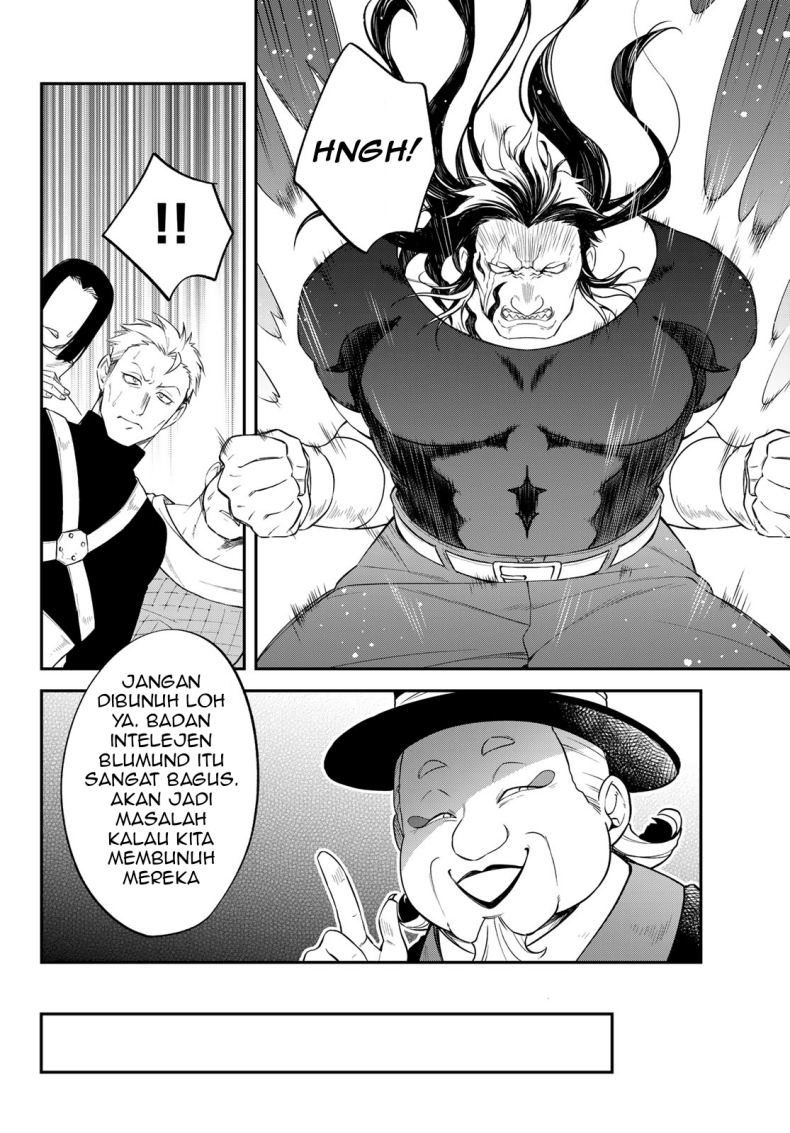 HNGH!
!!
JANGAN
DIBUNUH LOH
YA. BADAN
INTELEJEN
BLUMUND ITU
SANGAT BAGUS.
AKAN JADI
MASALAH
KALAU KITA
MEMBUNUH
MEREKA